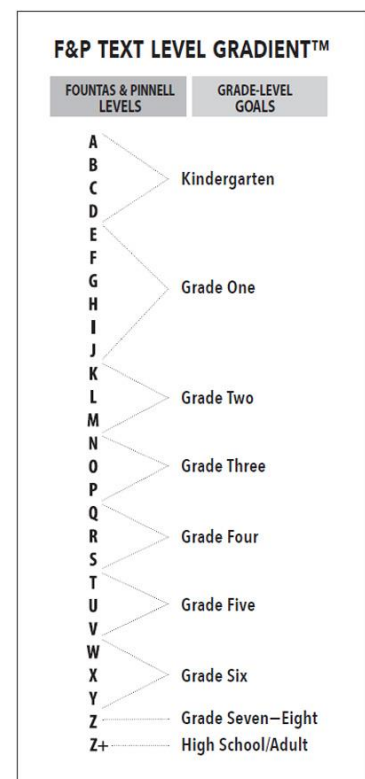 F&P TEXT LEVEL GRADIENT™
FOUNTAS & PINNELL
LEVELS
GRADE-LEVEL
GOALS
A
B
C
D
Kindergarten
E
F
G
H
I
J
Grade One
K
L
M
Grade Two
N
O
P
Grade Three
Q
R
S
Grade Four
T
U
V
Grade Five
W
X
Y
Grade Six
Z
Grade Seven–Eight
Z+
High School/Adult